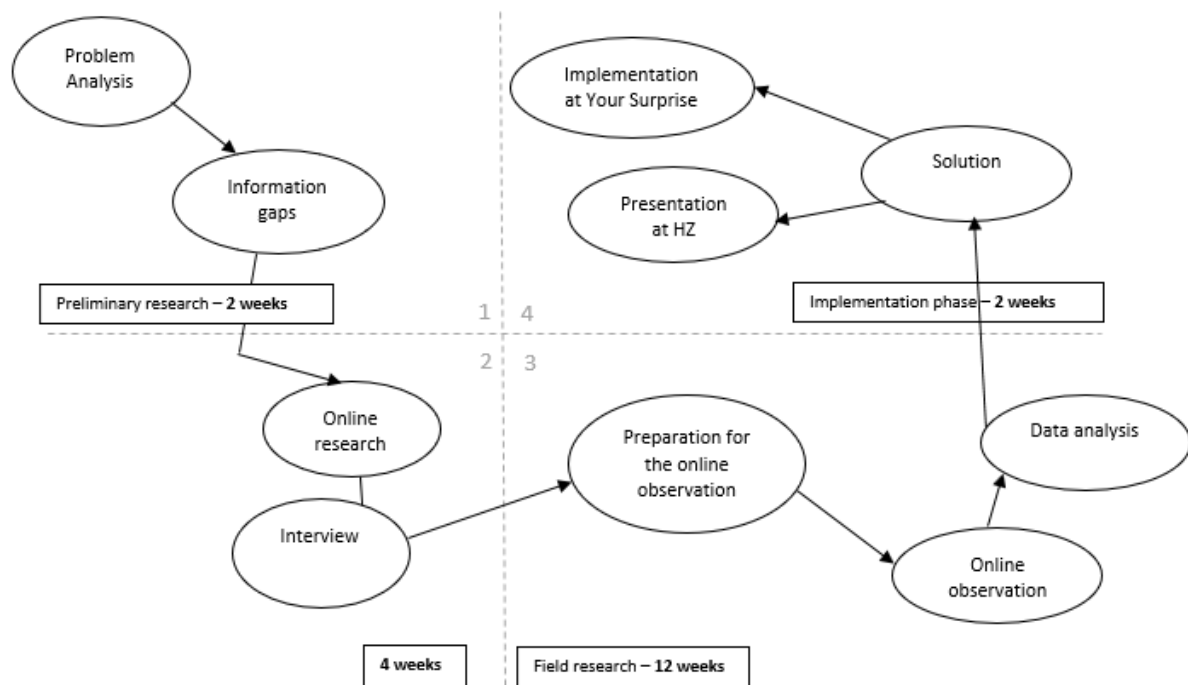 Problem
Analysis
Information
gaps
Preliminary research – 2 weeks
1
4
Implementation
at Your Surprise
Solution
Presentation
at HZ
Implementation phase – 2 weeks
2
3
Online
research
Interview
Preparation for
the online
observation
Data analysis
Online
observation
4 weeks
Field research – 12 weeks